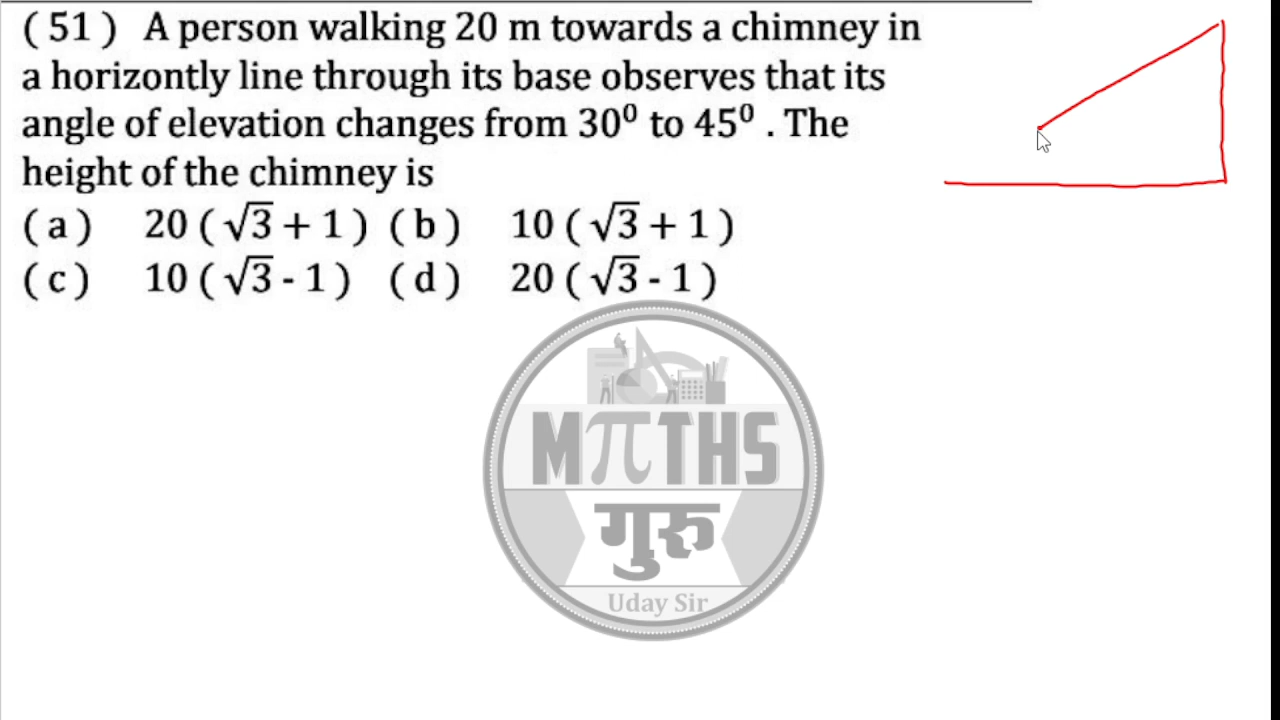 ( 51 ) A person walking 20 m towards a chimney in
a horizontly line through its base observes that its
angle of elevation changes from 30⁰ to 45⁰ . The
height of the chimney is
( a ) 20 ( √3 + 1 ) ( b ) 10 ( √3 + 1 )
( c ) 10 ( √3 - 1 ) ( d ) 20 ( √3 - 1 )
MπTHS
गुरु
Uday Sir